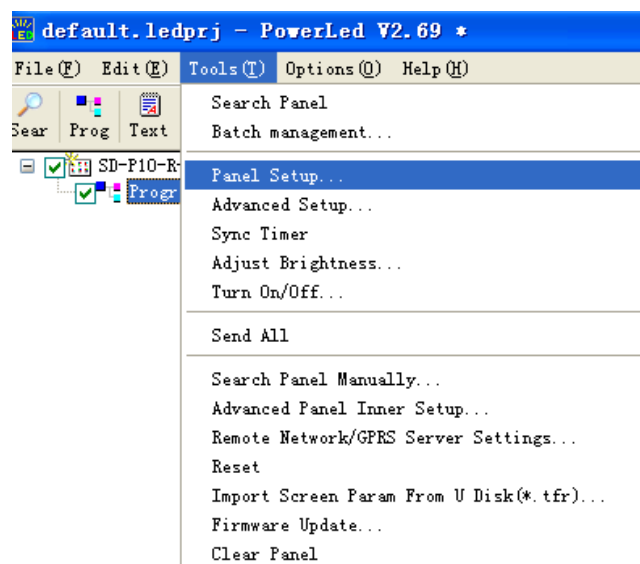 default.ledprj - PowerLed V2.69 *
File(F) Edit(E) Tools(T) Options(O) Help(H)
Sear Prog Text
SD-P10-R-
Progr
Search Panel
Batch management...
Panel Setup...
Advanced Setup...
Sync Timer
Adjust Brightness...
Turn On/Off...
Send All
Search Panel Manually...
Advanced Panel Inner Setup...
Remote Network/GPRS Server Settings...
Reset
Import Screen Param From U Disk(*.tfr)...
Firmware Update...
Clear Panel